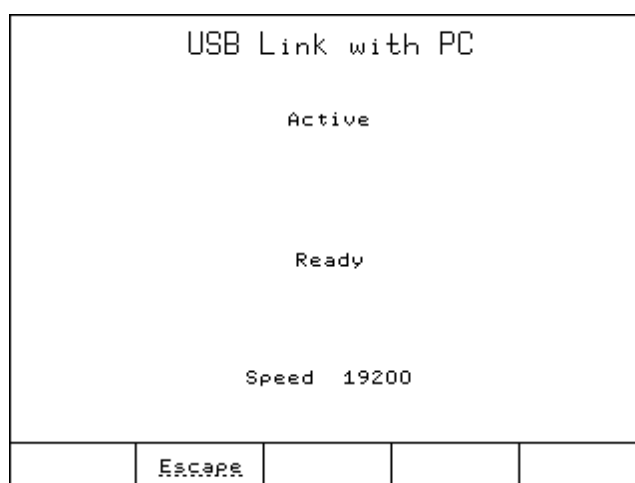 USB Link with PC
Active
Ready
Speed 19200
Escape